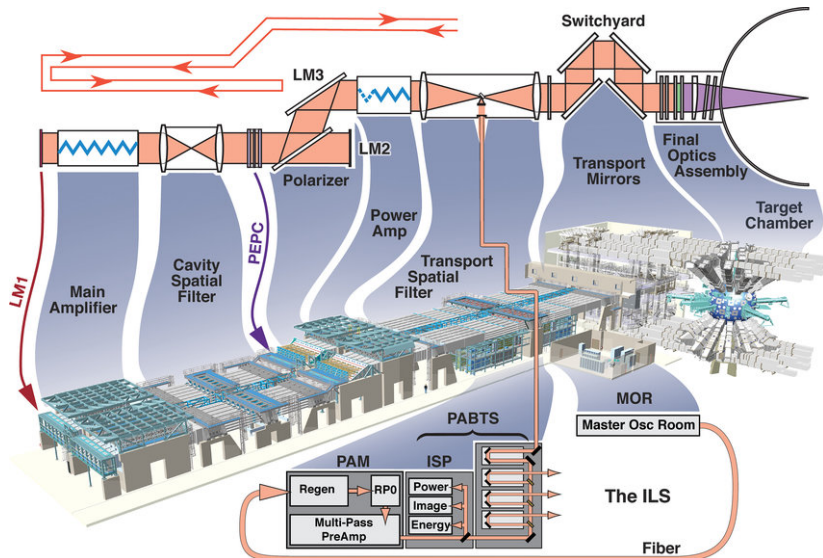 Switchyard
LM3
LM2
Polarizer
Final
Optics
Assembly
Transport
Mirrors
Power
Amp
Target
Chamber
PEPC
LM1
Cavity
Spatial
Filter
Transport
Spatial
Filter
Main
Amplifier
MOR
PABTS
Master Osc Room
PAM
ISP
Regen
RP0
Power
Image
Energy
Multi-Pass
PreAmp
The ILS
Fiber